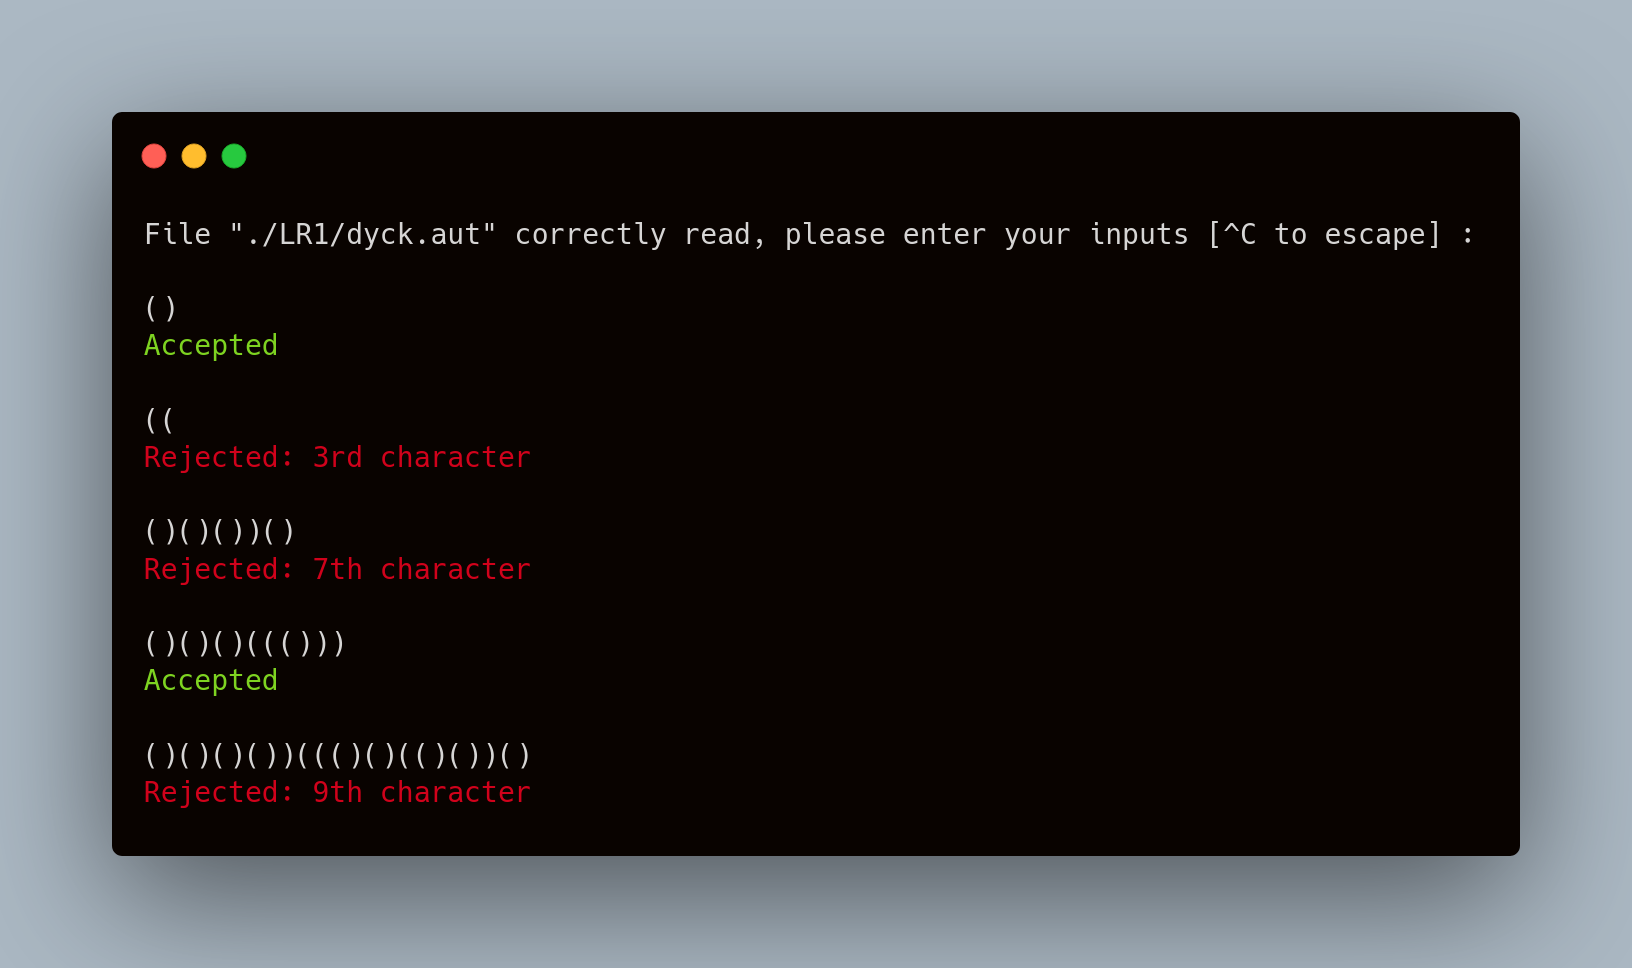 File "./LR1/dyck.aut" correctly read, please enter your inputs [^C to escape] :
()
Accepted
((
Rejected: 3rd character
()()())()
Rejected: 7th character
()()()((()))
Accepted
()()()())((()()(()())()
Rejected: 9th character